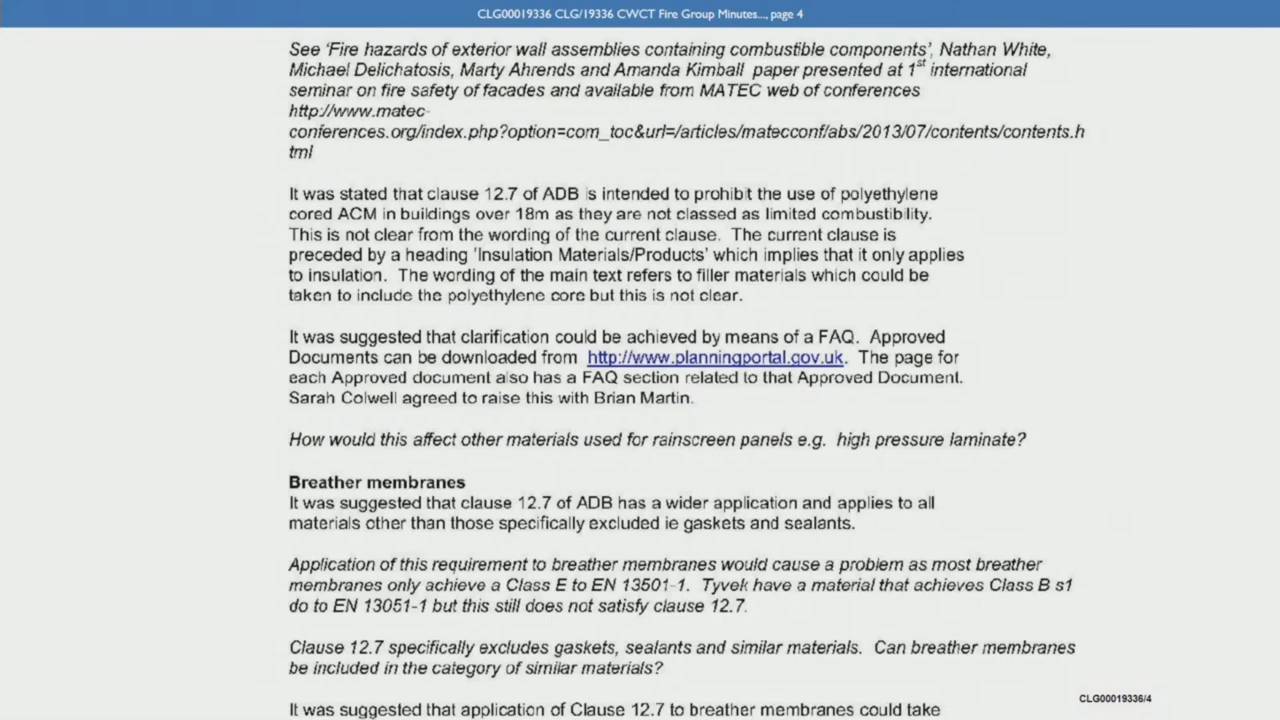 CLG00019336 CLG/19336 CWCT Fire Group Minutes..., page 4
See 'Fire hazards of exterior wall assemblies containing combustible components', Nathan White,
Michael Delichatosis, Marty Ahrends and Amanda Kimball paper presented at 1st international
seminar on fire safety of facades and available from MATEC web of conferences
http://www.matec-
conferences.org/index.php?option=com_toc&url=/articles/matecconf/abs/2013/07/contents/contents.h
tml
It was stated that clause 12.7 of ADB is intended to prohibit the use of polyethylene
cored ACM in buildings over 18m as they are not classed as limited combustibility.
This is not clear from the wording of the current clause. The current clause is
preceded by a heading 'Insulation Materials/Products' which implies that it only applies
to insulation. The wording of the main text refers to filler materials which could be
taken to include the polyethylene core but this is not clear.
It was suggested that clarification could be achieved by means of a FAQ. Approved
Documents can be downloaded from http://www.planningportal.gov.uk. The page for
each Approved document also has a FAQ section related to that Approved Document.
Sarah Colwell agreed to raise this with Brian Martin.
How would this affect other materials used for rainscreen panels e.g. high pressure laminate?
Breather membranes
It was suggested that clause 12.7 of ADB has a wider application and applies to all
materials other than those specifically excluded ie gaskets and sealants.
Application of this requirement to breather membranes would cause a problem as most breather
membranes only achieve a Class E to EN 13501-1. Tyvek have a material that achieves Class B s1
do to EN 13051-1 but this still does not satisfy clause 12.7.
Clause 12.7 specifically excludes gaskets, sealants and similar materials. Can breather membranes
be included in the category of similar materials?
CLG00019336/4
It was suggested that application of Clause 12.7 to breather membranes could take